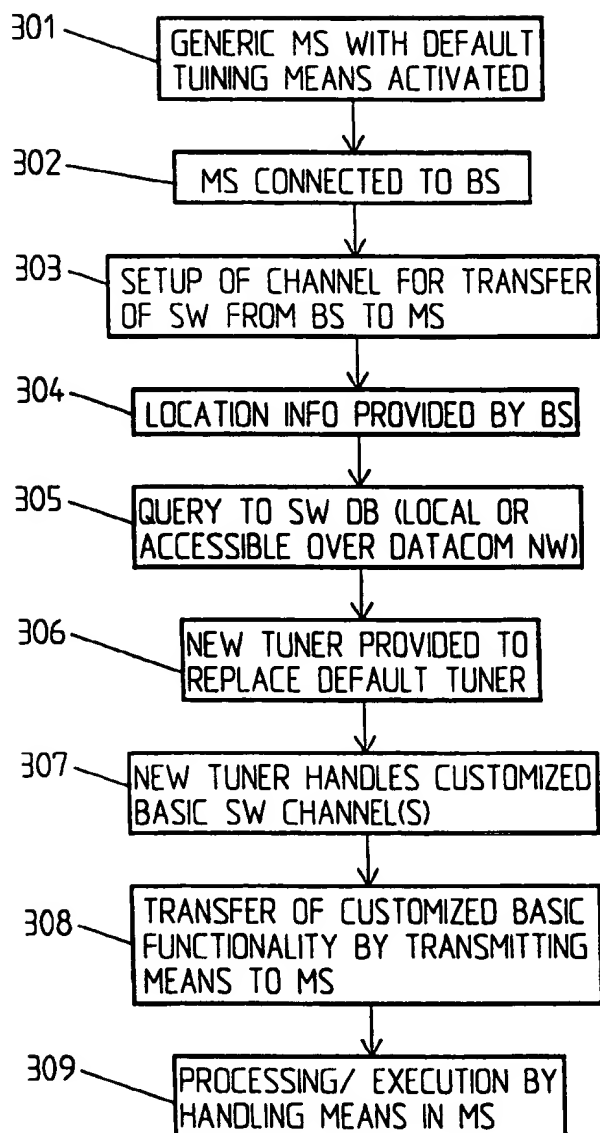 301
GENERIC MS WITH DEFAULT
TUINING MEANS ACTIVATED
302
MS CONNECTED TO BS
303
SETUP OF CHANNEL FOR TRANSFER
OF SW FROM BS TO MS
304
LOCATION INFO PROVIDED BY BS
305
QUERY TO SW DB (LOCAL OR
ACCESSIBLE OVER DATACOM NW)
306
NEW TUNER PROVIDED TO
REPLACE DEFAULT TUNER
307
NEW TUNER HANDLES CUSTOMIZED
BASIC SW CHANNEL(S)
308
TRANSFER OF CUSTOMIZED BASIC
FUNCTIONALITY BY TRANSMITTING
MEANS TO MS
309
PROCESSING/ EXECUTION BY
HANDLING MEANS IN MS